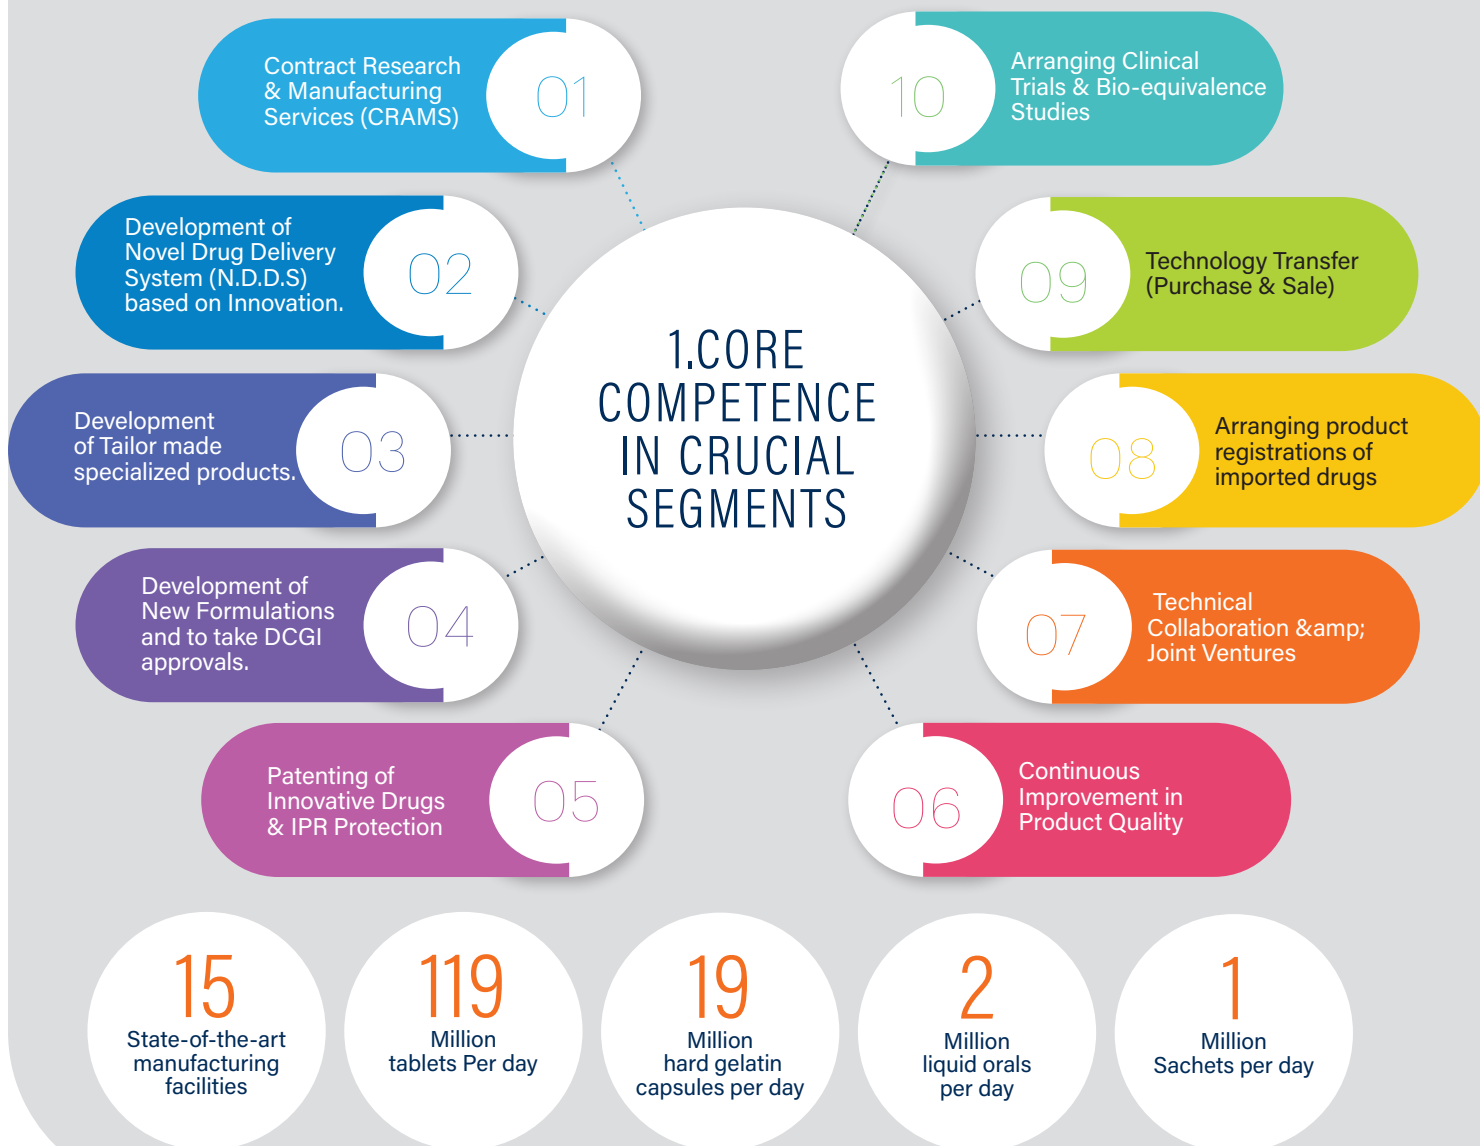 Contract Research
& Manufacturing
Services (CRAMS)
01
Development of
Novel Drug Delivery
System (N.D.D.S)
based on Innovation.
02
Development
of Tailor made
specialized products.
03
Development of
New Formulations
and to take DCGI
approvals.
04
Patenting of
Innovative Drugs
& IPR Protection
05
1.CORE
COMPETENCE
IN CRUCIAL
SEGMENTS
10
Arranging Clinical
Trials & Bio-equivalence
Studies
09
Technology Transfer
(Purchase & Sale)
08
Arranging product
registrations of
imported drugs
07
Technical
Collaboration &amp;
Joint Ventures
06
Continuous
Improvement in
Product Quality
15
State-of-the-art
manufacturing
facilities
119
Million
tablets Per day
19
Million
hard gelatin
capsules per day
2
Million
liquid orals
per day
1
Million
Sachets per day